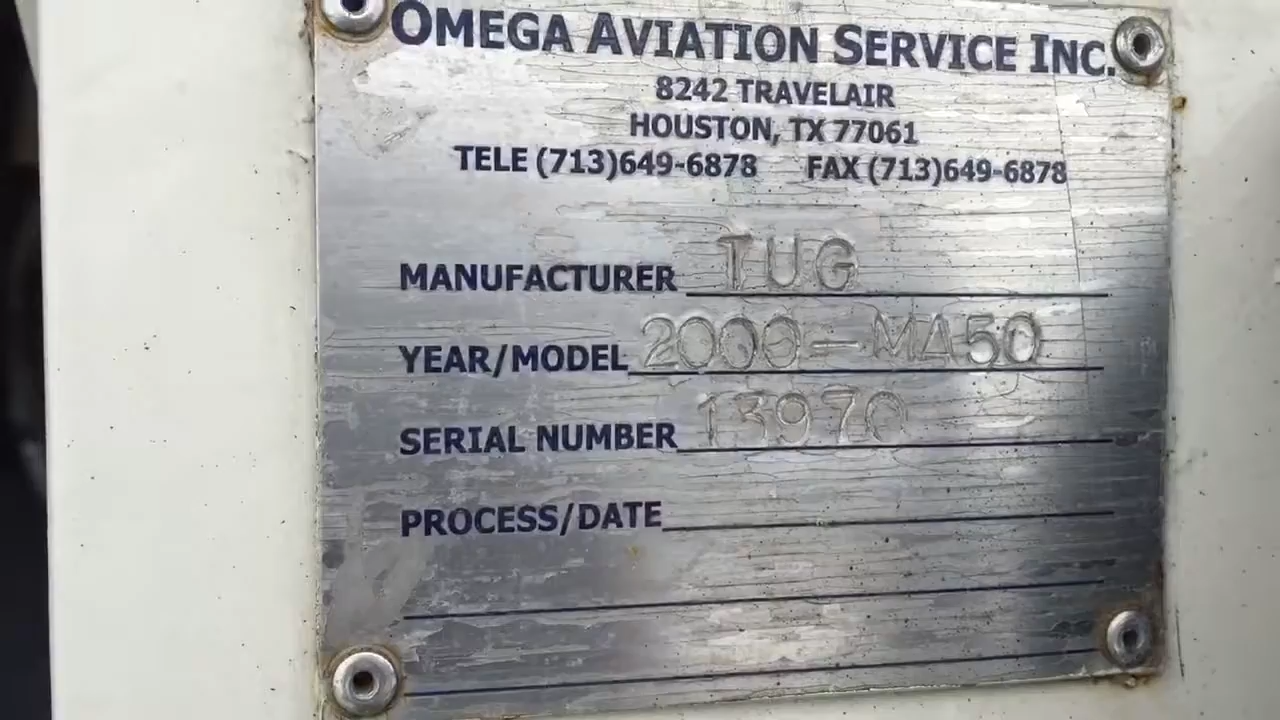 OMEGA AVIATION SERVICE INC.
8242 TRAVELAIR
HOUSTON, TX 77061
TELE (713)649-6878 FAX (713)649-6878
MANUFACTURER TUG
YEAR/MODEL 2000-MA50
SERIAL NUMBER 13970
PROCESS/DATE